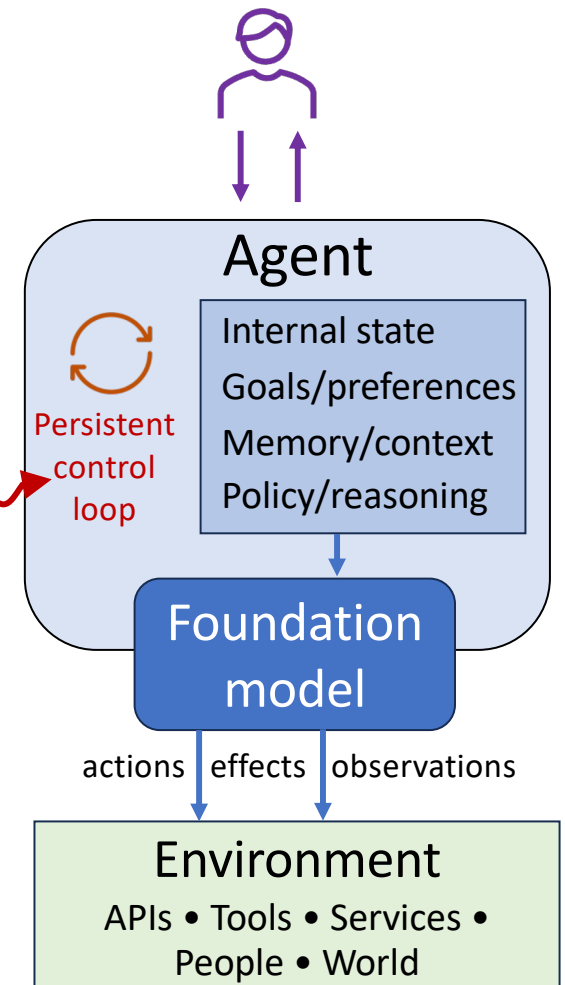 Agent
Internal state
Goals/preferences
Memory/context
Policy/reasoning
Persistent
control
loop
Foundation
model
actions effects observations
Environment
APIs • Tools • Services •
People • World